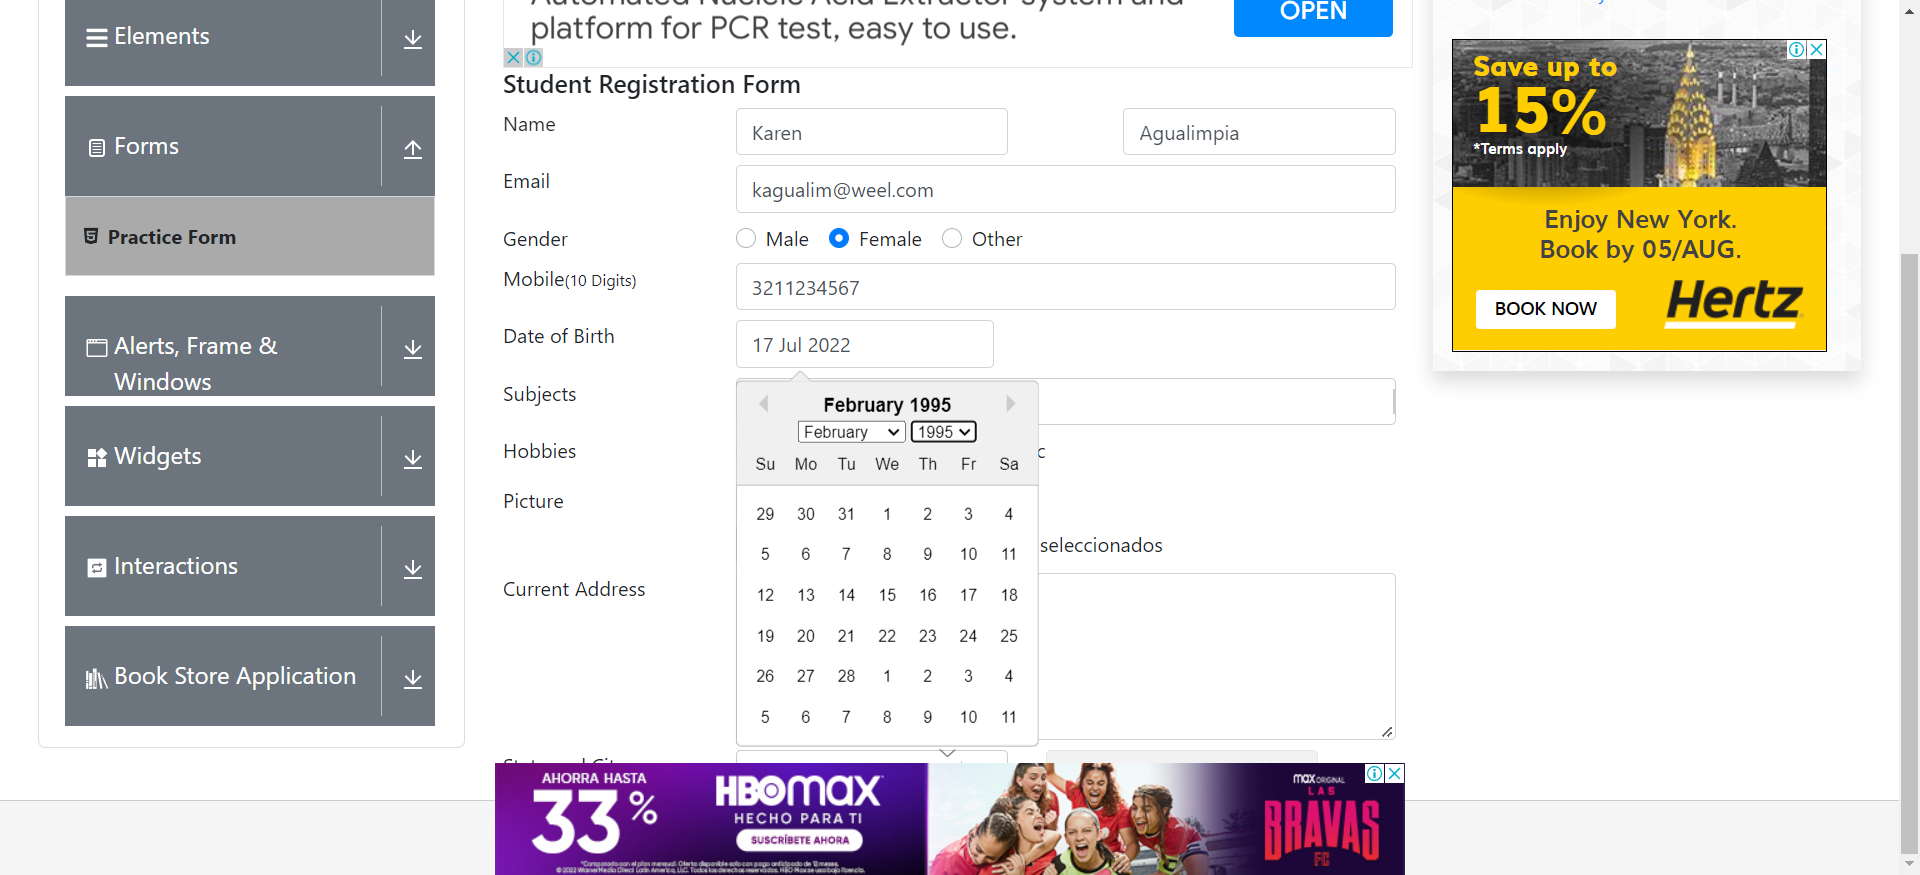 Elements
Forms
Practice Form
Alerts, Frame &
Windows
Widgets
Interactions
Book Store Application
platform for PCR test, easy to use.
OPEN
Student Registration Form
Name
Karen
Agualimpia
Email
kagualim@weel.com
Gender
Male
Female
Other
Mobile(10 Digits)
3211234567
Date of Birth
17 Jul 2022
Subjects
February 1995
February
1995
Su Mo Tu We Th Fr Sa
29 30 31 1 2 3 4
5 6 7 8 9 10 11
12 13 14 15 16 17 18
19 20 21 22 23 24 25
26 27 28 1 2 3 4
5 6 7 8 9 10 11
Hobbies
c
Picture
seleccionados
Current Address
Save up to
15%
*Terms apply
Enjoy New York.
Book by 05/AUG.
BOOK NOW
Hertz
AHORRA HASTA
33%
HBOMAX
HECHO PARA TI
SUSCRÍBETE AHORA
max ORIGINAL
LAS
BRAVAS
FC